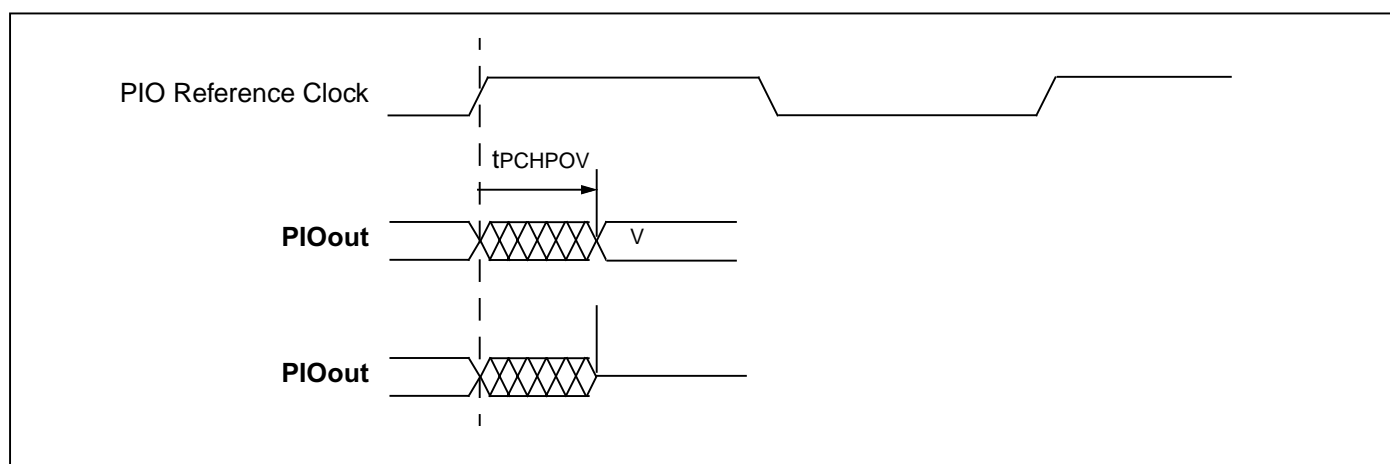 PIO Reference Clock
tPCHPOV
PIOout
V
PIOout